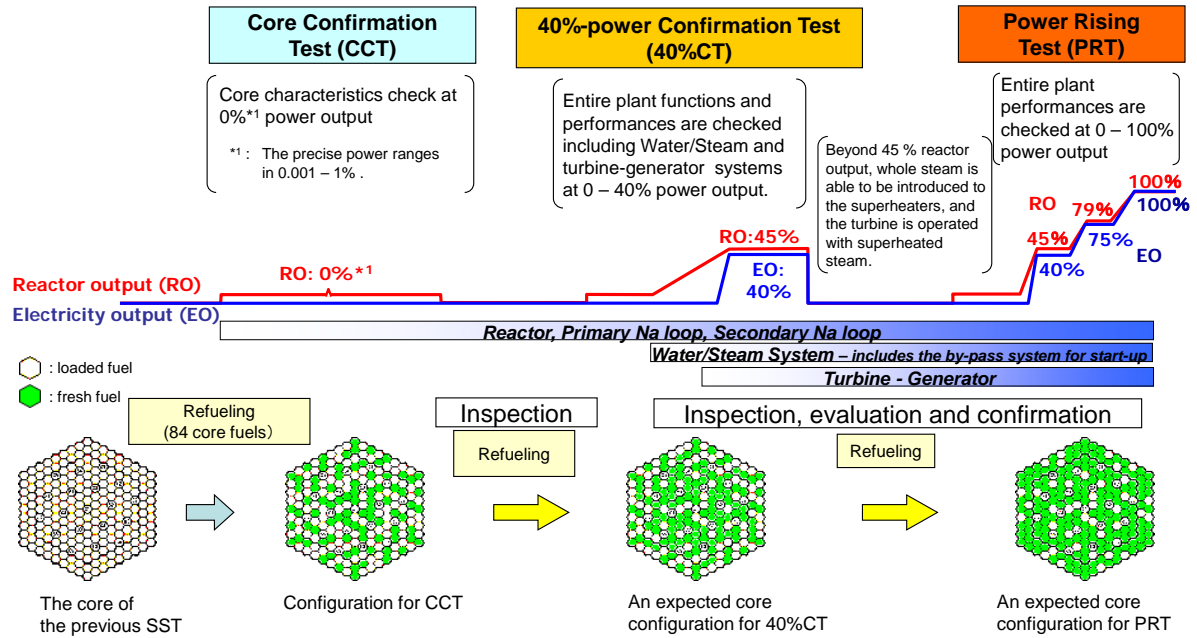 Core Confirmation
Test (CCT)
40%-power Confirmation Test
(40%CT)
Power Rising
Test (PRT)
Core characteristics check at
0%*1 power output
*1 : The precise power ranges
in 0.001 – 1% .
Entire plant functions and
performances are checked
including Water/Steam and
turbine-generator systems
at 0 – 40% power output.
Beyond 45 % reactor
output, whole steam is
able to be introduced to
the superheaters, and
the turbine is operated
with superheated
steam.
Entire plant
performances are
checked at 0 – 100%
power output
100%
RO
79%
100%
RO:45%
45%
75%
EO
RO: 0%*1
EO:
40%
40%
Reactor output (RO)
Electricity output (EO)
Reactor, Primary Na loop, Secondary Na loop
Water/Steam System – includes the by-pass system for start-up
Turbine - Generator
: loaded fuel
: fresh fuel
Refueling
(84 core fuels)
Inspection
Refueling
Inspection, evaluation and confirmation
Refueling
The core of
the previous SST
Configuration for CCT
An expected core
configuration for 40%CT
An expected core
configuration for PRT